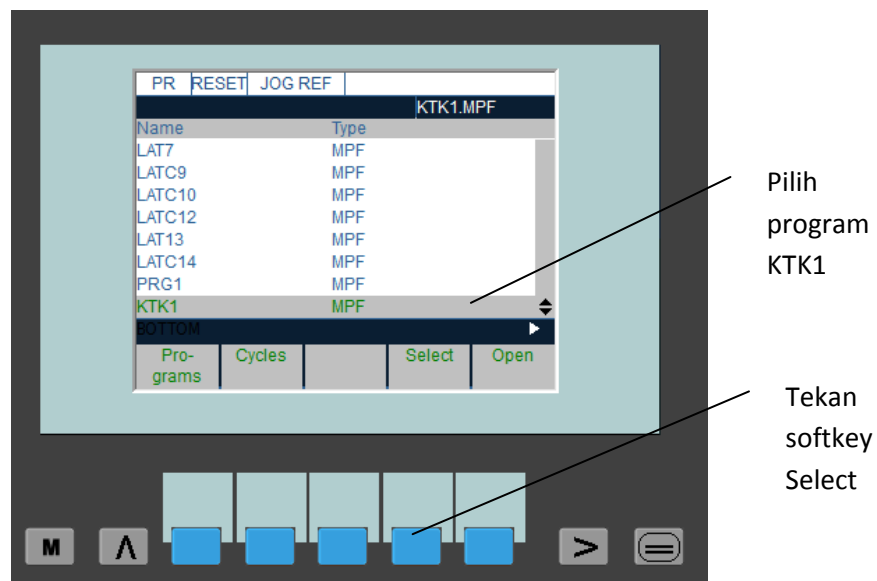 PR RESET JOG REF
KTK1.MPF
Name Type
LAT7 MPF
LATC9 MPF
LATC10 MPF
LATC12 MPF
LAT13 MPF
LATC14 MPF
PRG1 MPF
KTK1 MPF
BOTTOM
Pro-
grams
Cycles
Select
Open
Pilih
program
KTK1
Tekan
softkey
Select
M Λ >